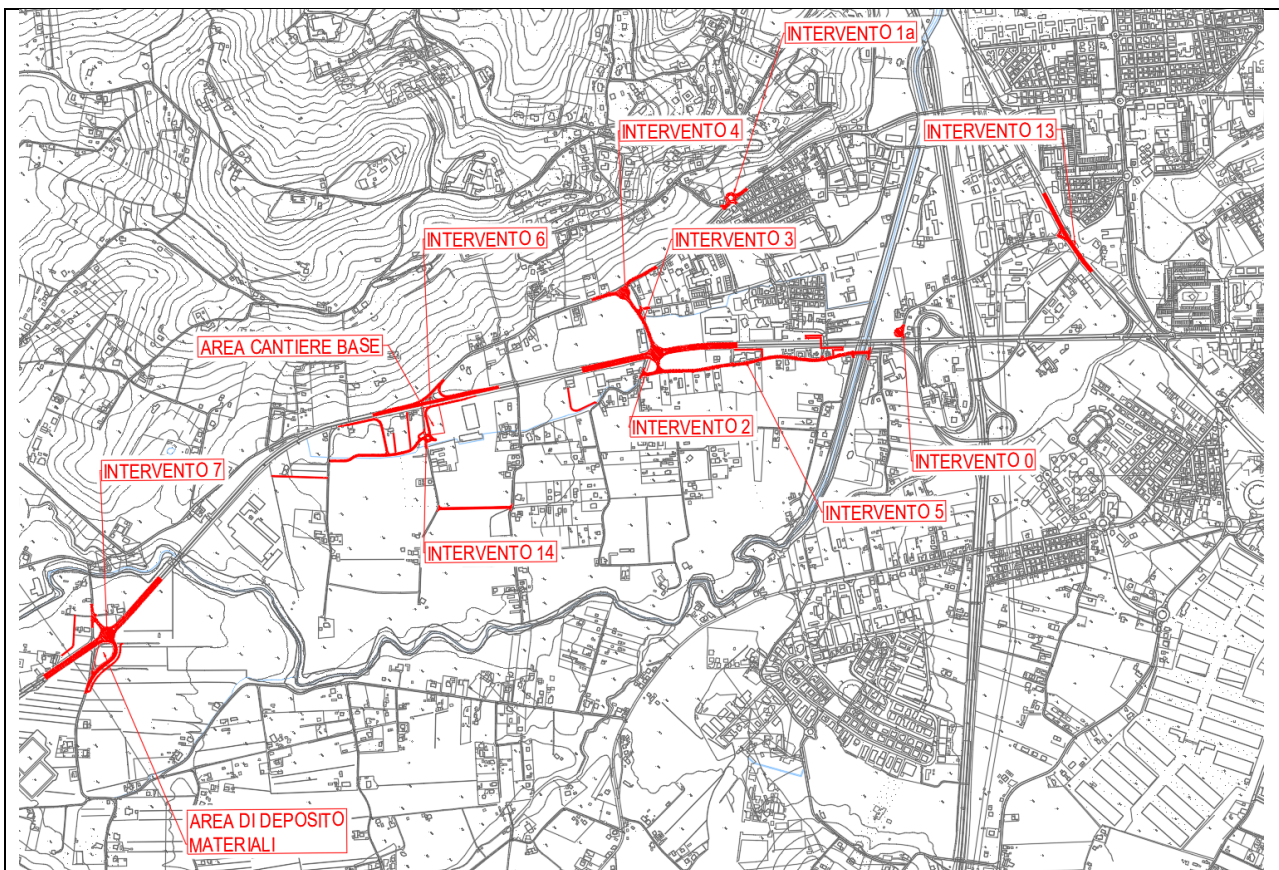 INTERVENTO 1a
INTERVENTO 4
INTERVENTO 13
INTERVENTO 6
INTERVENTO 3
AREA CANTIERE BASE
INTERVENTO 2
INTERVENTO 7
INTERVENTO 0
INTERVENTO 5
INTERVENTO 14
AREA DI DEPOSITO
MATERIALI